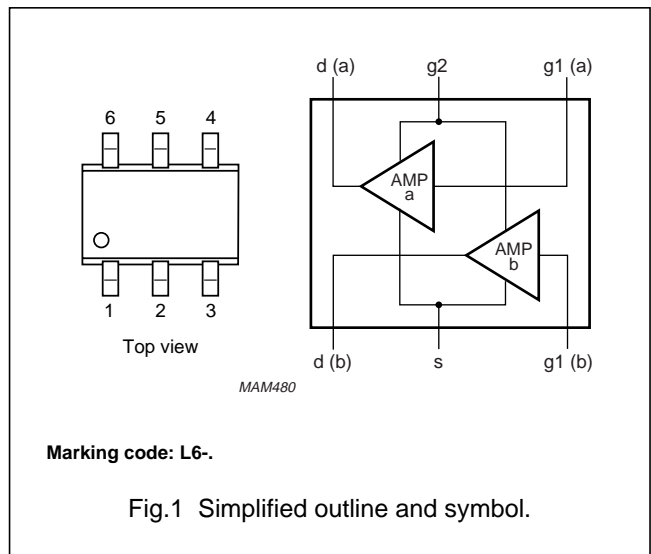 d (a) g2 g1 (a)
6 5 4
AMP
a
AMP
b
1 2 3
Top view
d (b) s g1 (b)
MAM480
Marking code: L6-.
Fig.1 Simplified outline and symbol.